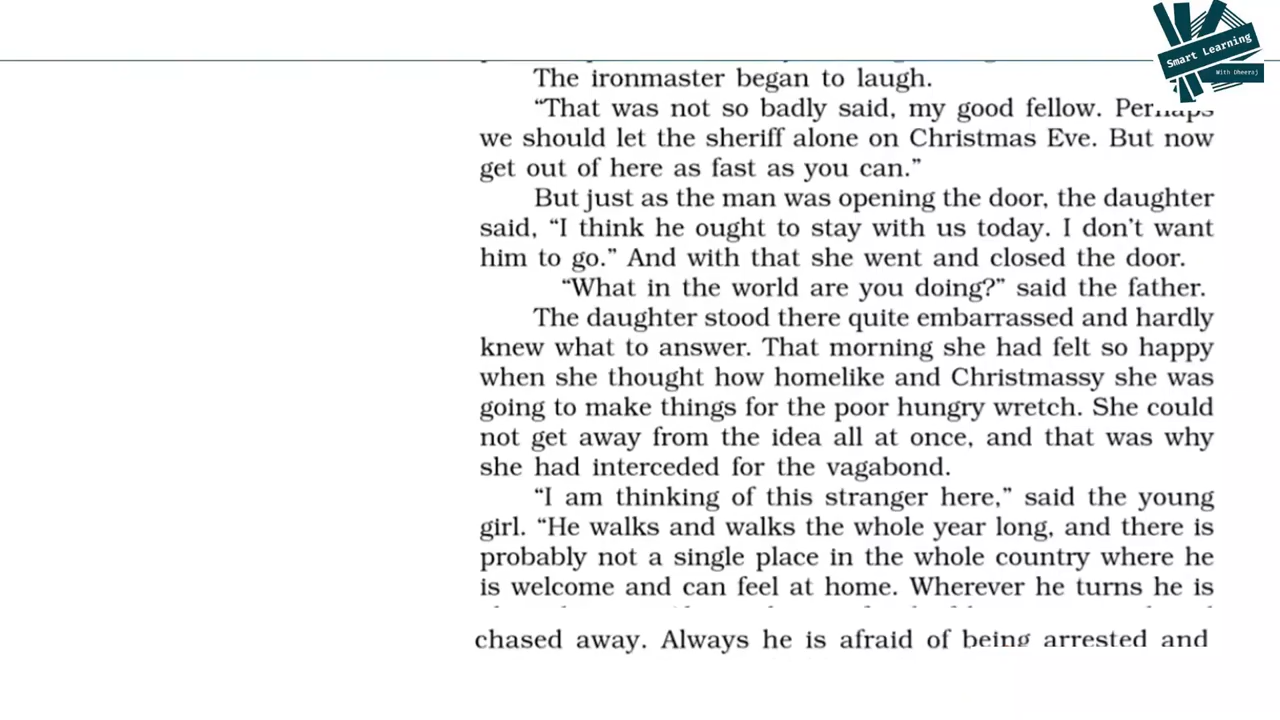 Smart Learning
With Dheeraj
The ironmaster began to laugh.
“That was not so badly said, my good fellow. Perhaps
we should let the sheriff alone on Christmas Eve. But now
get out of here as fast as you can.”
But just as the man was opening the door, the daughter
said, “I think he ought to stay with us today. I don’t want
him to go.” And with that she went and closed the door.
“What in the world are you doing?” said the father.
The daughter stood there quite embarrassed and hardly
knew what to answer. That morning she had felt so happy
when she thought how homelike and Christmassy she was
going to make things for the poor hungry wretch. She could
not get away from the idea all at once, and that was why
she had interceded for the vagabond.
“I am thinking of this stranger here,” said the young
girl. “He walks and walks the whole year long, and there is
probably not a single place in the whole country where he
is welcome and can feel at home. Wherever he turns he is
chased away. Always he is afraid of being arrested and